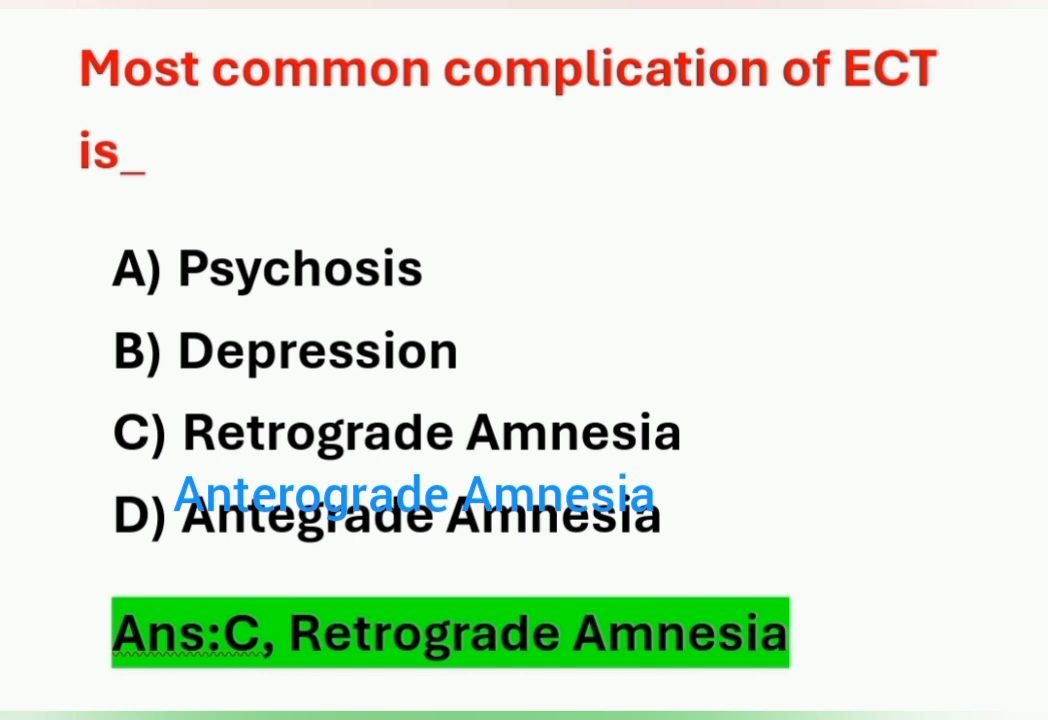 Most common complication of ECT
is_
A) Psychosis
B) Depression
C) Retrograde Amnesia
Anterograde Amnesia
D) Antegrade Amnesia
Ans:C, Retrograde Amnesia